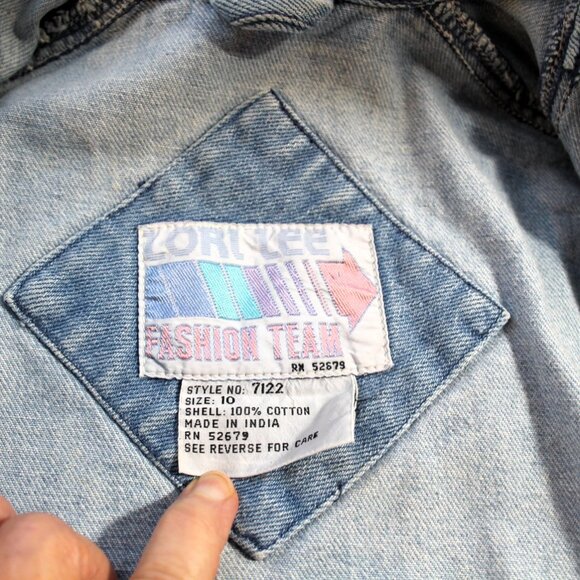 LORI LEE
FASHION TEAM
RN 52679
STYLE NO: 7122
SIZE: 10
SHELL: 100% COTTON
MADE IN INDIA
RN 52679
SEE REVERSE FOR CARE